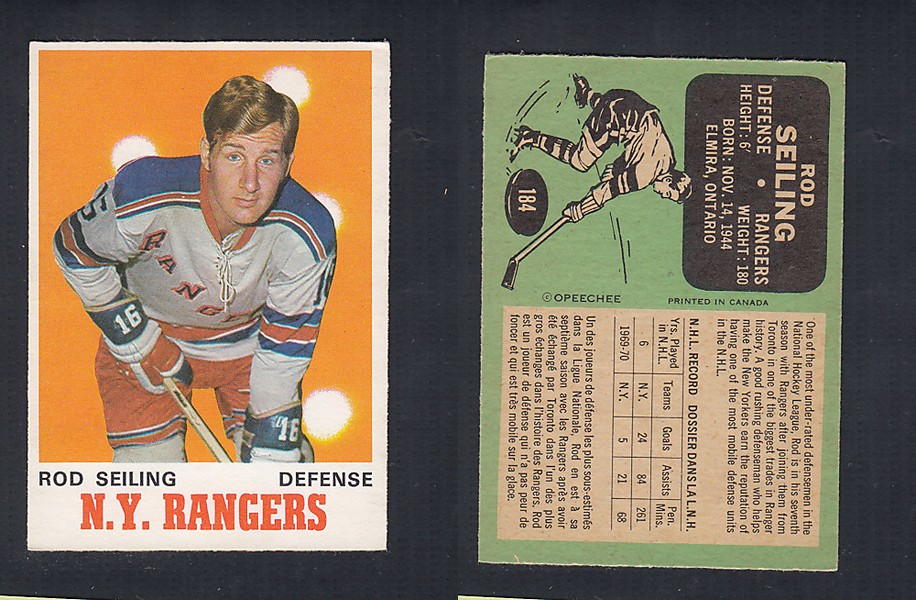 RANG
16
16
ROD SEILING DEFENSE
N.Y. RANGERS
ROD
SEILING
DEFENSE • RANGERS
HEIGHT: 6' WEIGHT: 180
BORN: NOV. 14, 1944
ELMIRA, ONTARIO
184
© OPEECHEE PRINTED IN CANADA
One of the most under-rated defensemen in the
National Hockey League, Rod is in his seventh
season with Rangers after joining them from
Toronto in one of the biggest trades in Ranger
history. A good rushing defenseman who helps
make the New Yorkers earn the reputation of
having one of the most mobile defense units
in the N.H.L.
N.H.L. RECORD DOSSIER DANS LA L.N.H.
Yrs. Played in N.H.L. Teams Goals Assists Pen. Mins.
6 N.Y. 24 84 261
1969-70 N.Y. 5 21 68
Un des joueurs de défense les plus sous-estimés
dans la Ligue Nationale, Rod en est à sa
septième saison avec les Rangers après avoir
été échangé par Toronto dans l'un des plus
gros échanges dans l'histoire des Rangers. Rod
est un joueur de défense qui n'a pas peur de
foncer et qui est très mobile sur la glace.